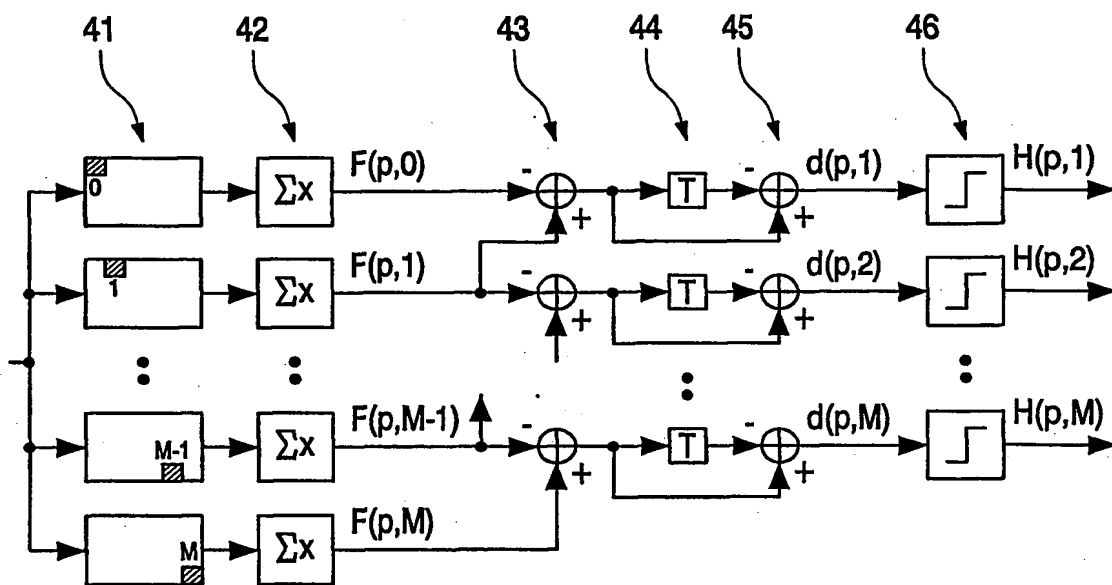 41 42 43 44 45 46
0 Σx F(p,0) - + T - + d(p,1) H(p,1)
1 Σx F(p,1) - + T - + d(p,2) H(p,2)
M-1 Σx F(p,M-1) - + T - + d(p,M) H(p,M)
M Σx F(p,M)